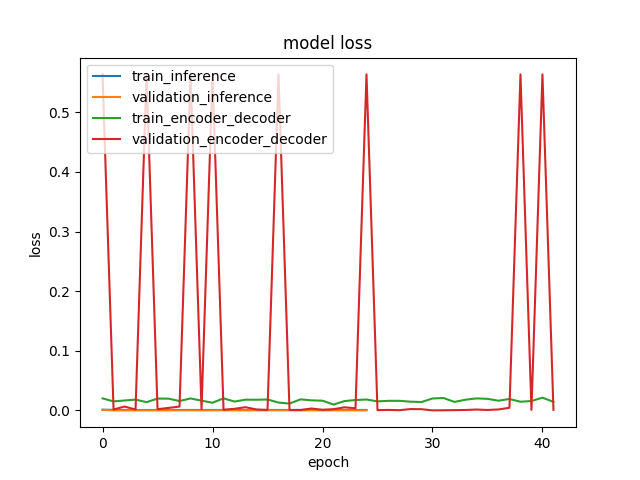 model loss
train_inference
validation_inference
train_encoder_decoder
validation_encoder_decoder
loss
0.5
0.4
0.3
0.2
0.1
0.0
0 10 20 30 40
epoch